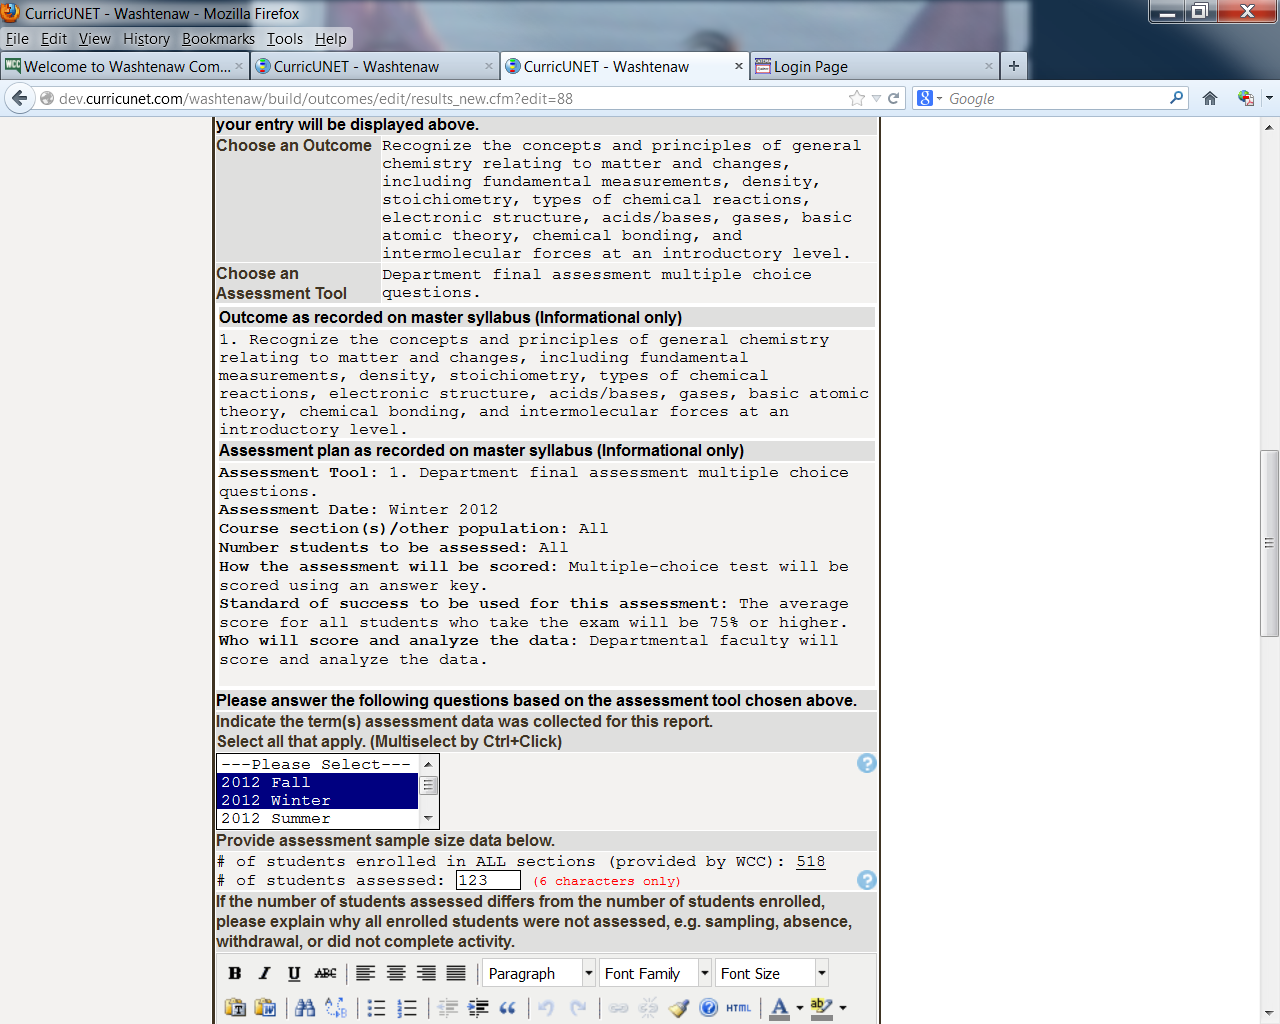 CurricUNET - Washtenaw - Mozilla Firefox
File Edit View History Bookmarks Tools Help
WCC Welcome to Washtenaw Com... CurricUNET - Washtenaw CurricUNET - Washtenaw Login Page
dev.curricunet.com/washtenaw/build/outcomes/edit/results_new.cfm?edit=88 Google
your entry will be displayed above.
Choose an Outcome Recognize the concepts and principles of general
chemistry relating to matter and changes,
including fundamental measurements, density,
stoichiometry, types of chemical reactions,
electronic structure, acids/bases, gases, basic
atomic theory, chemical bonding, and
intermolecular forces at an introductory level.
Choose an Department final assessment multiple choice
Assessment Tool questions.
Outcome as recorded on master syllabus (Informational only)
1. Recognize the concepts and principles of general chemistry
relating to matter and changes, including fundamental
measurements, density, stoichiometry, types of chemical
reactions, electronic structure, acids/bases, gases, basic atomic
theory, chemical bonding, and intermolecular forces at an
introductory level.
Assessment plan as recorded on master syllabus (Informational only)
Assessment Tool: 1. Department final assessment multiple choice
questions.
Assessment Date: Winter 2012
Course section(s)/other population: All
Number students to be assessed: All
How the assessment will be scored: Multiple-choice test will be
scored using an answer key.
Standard of success to be used for this assessment: The average
score for all students who take the exam will be 75% or higher.
Who will score and analyze the data: Departmental faculty will
score and analyze the data.
Please answer the following questions based on the assessment tool chosen above.
Indicate the term(s) assessment data was collected for this report.
Select all that apply. (Multiselect by Ctrl+Click)
---Please Select---
2012 Fall
2012 Winter
2012 Summer
Provide assessment sample size data below.
# of students enrolled in ALL sections (provided by WCC): 518
# of students assessed: 123 (6 characters only)
If the number of students assessed differs from the number of students enrolled,
please explain why all enrolled students were not assessed, e.g. sampling, absence,
withdrawal, or did not complete activity.
B I U ABC Paragraph Font Family Font Size
HTML A ab